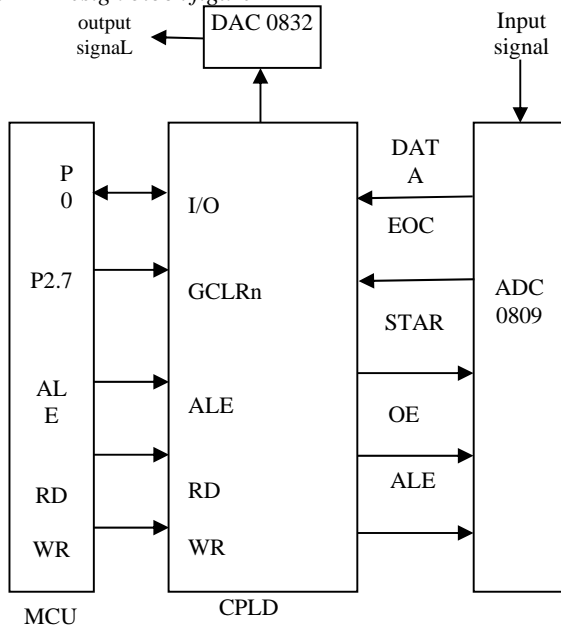 output
signaL
DAC 0832
Input
signal
P
0
I/O
DAT
A
EOC
P2.7
GCLRn
ADC
0809
STAR
AL
E
ALE
OE
RD
RD
ALE
WR
WR
MCU
CPLD